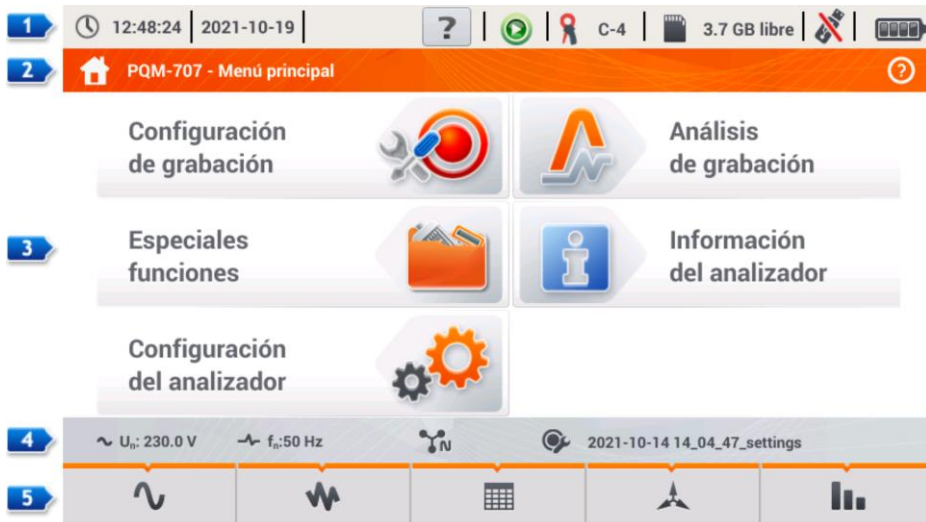 1
12:48:24 2021-10-19 ? C-4 3.7 GB libre
2
PQM-707 - Menú principal ?
Configuración
de grabación
Análisis
de grabación
3
Especiales
funciones
Información
del analizador
Configuración
del analizador
4
Uₙ: 230.0 V fₙ:50 Hz N 2021-10-14 14_04_47_settings
5